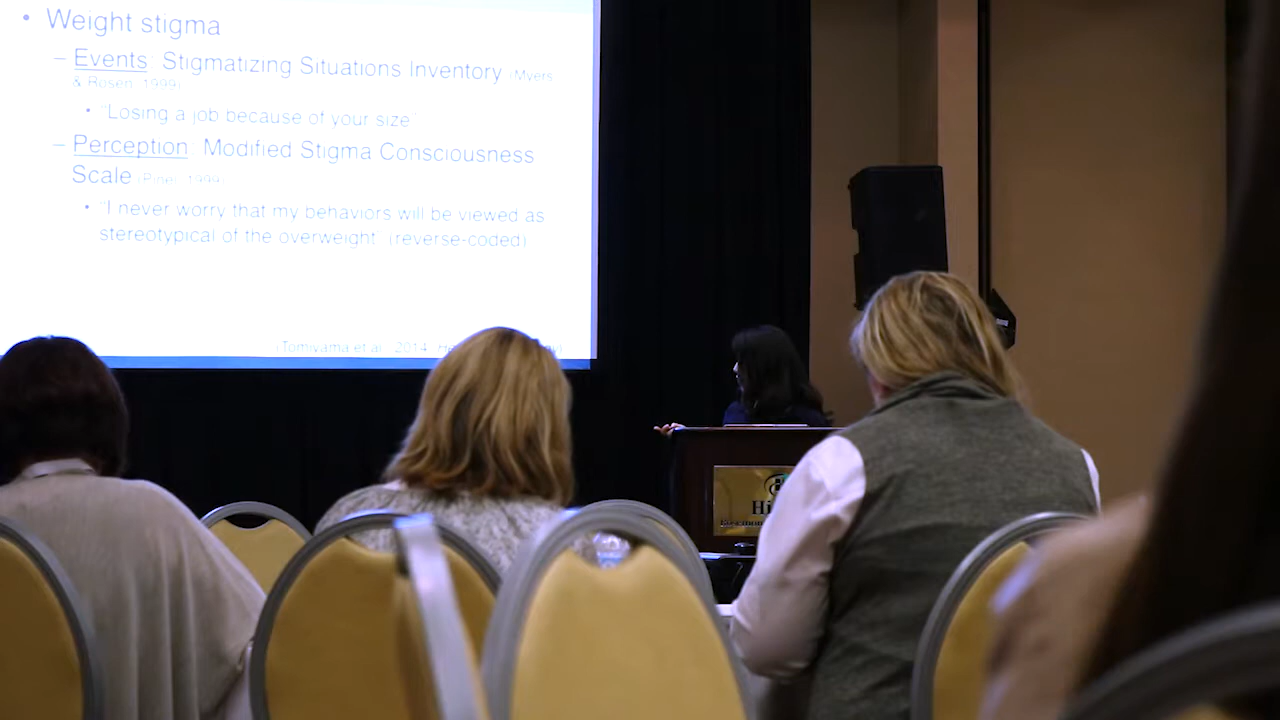 • Weight stigma
– Events: Stigmatizing Situations Inventory (Myers
& Rosen, 1999)
• "Losing a job because of your size"
– Perception: Modified Stigma Consciousness
Scale (Pinel, 1999)
• "I never worry that my behaviors will be viewed as
stereotypical of the overweight" (reverse-coded)
(Tomiyama et al., 2014,